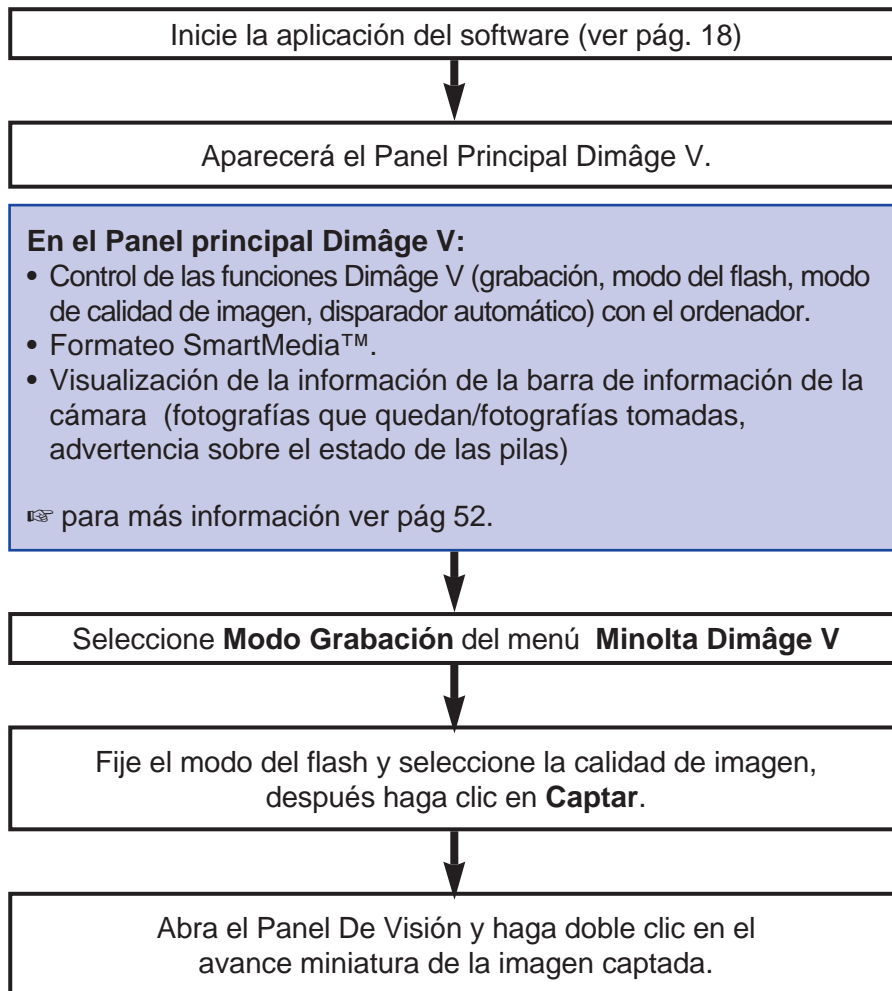 Inicie la aplicación del software (ver pág. 18)
Aparecerá el Panel Principal Dimâge V.
En el Panel principal Dimâge V:
• Control de las funciones Dimâge V (grabación, modo del flash, modo
de calidad de imagen, disparador automático) con el ordenador.
• Formateo SmartMedia™.
• Visualización de la información de la barra de información de la
cámara (fotografías que quedan/fotografías tomadas,
advertencia sobre el estado de las pilas)
☞ para más información ver pág 52.
Seleccione Modo Grabación del menú Minolta Dimâge V
Fije el modo del flash y seleccione la calidad de imagen,
después haga clic en Captar.
Abra el Panel De Visión y haga doble clic en el
avance miniatura de la imagen captada.